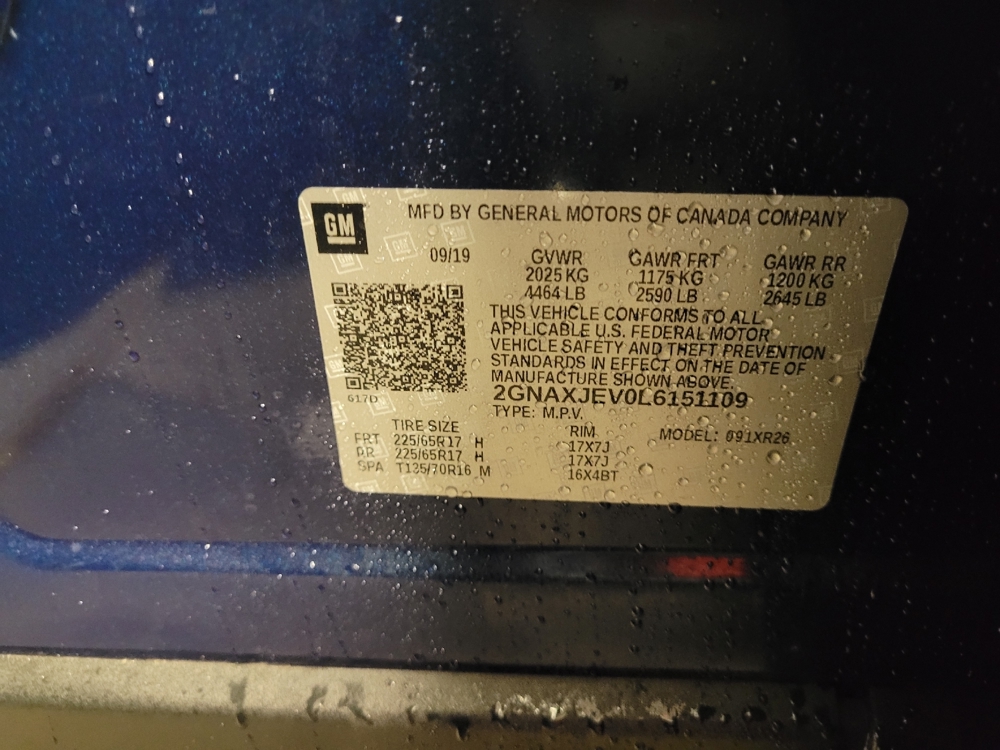 GM
MFD BY GENERAL MOTORS OF CANADA COMPANY
09/19 GVWR GAWR FRT GAWR RR
2025 KG 1175 KG 1200 KG
4464 LB 2590 LB 2645 LB
THIS VEHICLE CONFORMS TO ALL
APPLICABLE U.S. FEDERAL MOTOR
VEHICLE SAFETY AND THEFT PREVENTION
STANDARDS IN EFFECT ON THE DATE OF
MANUFACTURE SHOWN ABOVE.
617D
2GNAXJEV0L6151109
TYPE: M.P.V.
TIRE SIZE RIM MODEL: 691XR26
FRT 225/65R17 H 17X7J
RR 225/65R17 H 17X7J
SPA T135/70R16 M 16X4BT